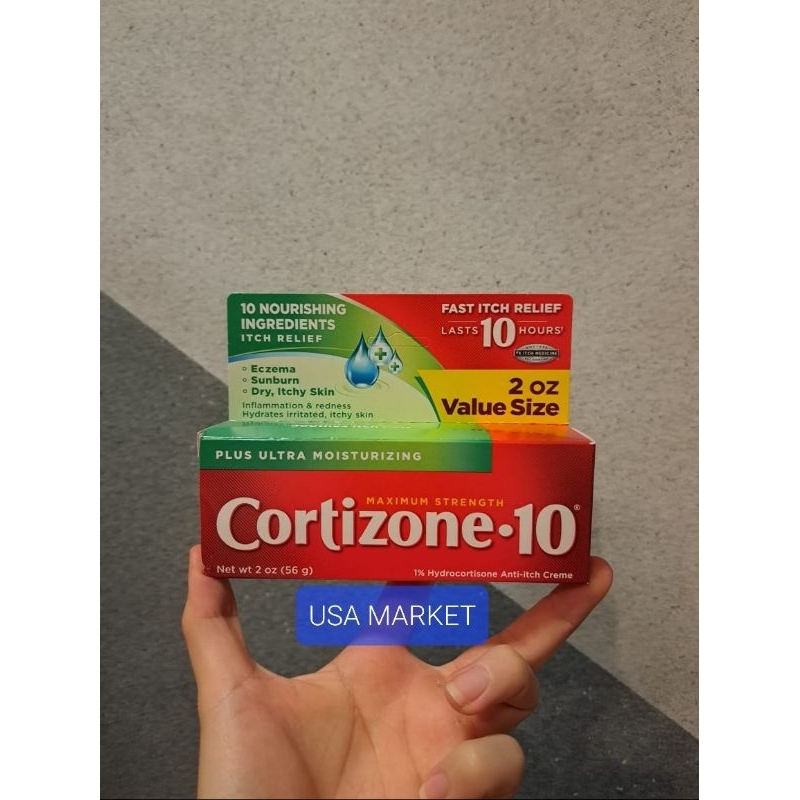 10 NOURISHING
INGREDIENTS
ITCH RELIEF
◦ Eczema
◦ Sunburn
◦ Dry, Itchy Skin
Inflammation & redness
Hydrates irritated, itchy skin
FAST ITCH RELIEF
LASTS 10 HOURS†
ITCH MEDICINE
2 oz
Value Size
PLUS ULTRA MOISTURIZING
MAXIMUM STRENGTH
Cortizone•10®
Net wt 2 oz (56 g)
1% Hydrocortisone Anti-itch Creme
USA MARKET